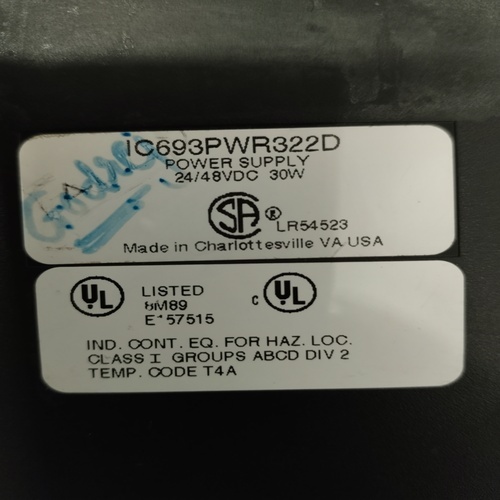 IC693PWR322D
POWER SUPPLY
24/48VDC 30W
SA ® LR54523
Made in Charlottesville VA USA
UL LISTED C UL
8M89
E157515
IND. CONT. EQ. FOR HAZ. LOC.
CLASS I GROUPS ABCD DIV 2
TEMP. CODE T4A